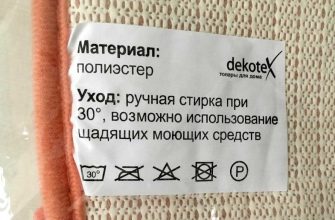 Материал:
полиэстер
dekoteX
товары для дома
Уход: ручная стирка при
30°, возможно использование
щадящих моющих средств
30°
P